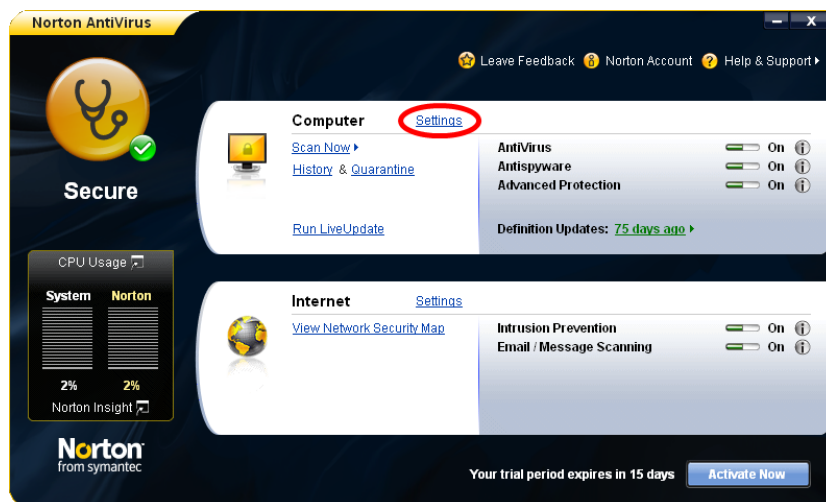 Norton AntiVirus
Leave Feedback Norton Account Help & Support
Secure
Computer Settings
Scan Now
History & Quarantine
Run LiveUpdate
AntiVirus On
Antispyware On
Advanced Protection On
Definition Updates: 75 days ago
CPU Usage
System Norton
2% 2%
Norton Insight
Internet Settings
View Network Security Map
Intrusion Prevention On
Email / Message Scanning On
Norton
from symantec
Your trial period expires in 15 days Activate Now